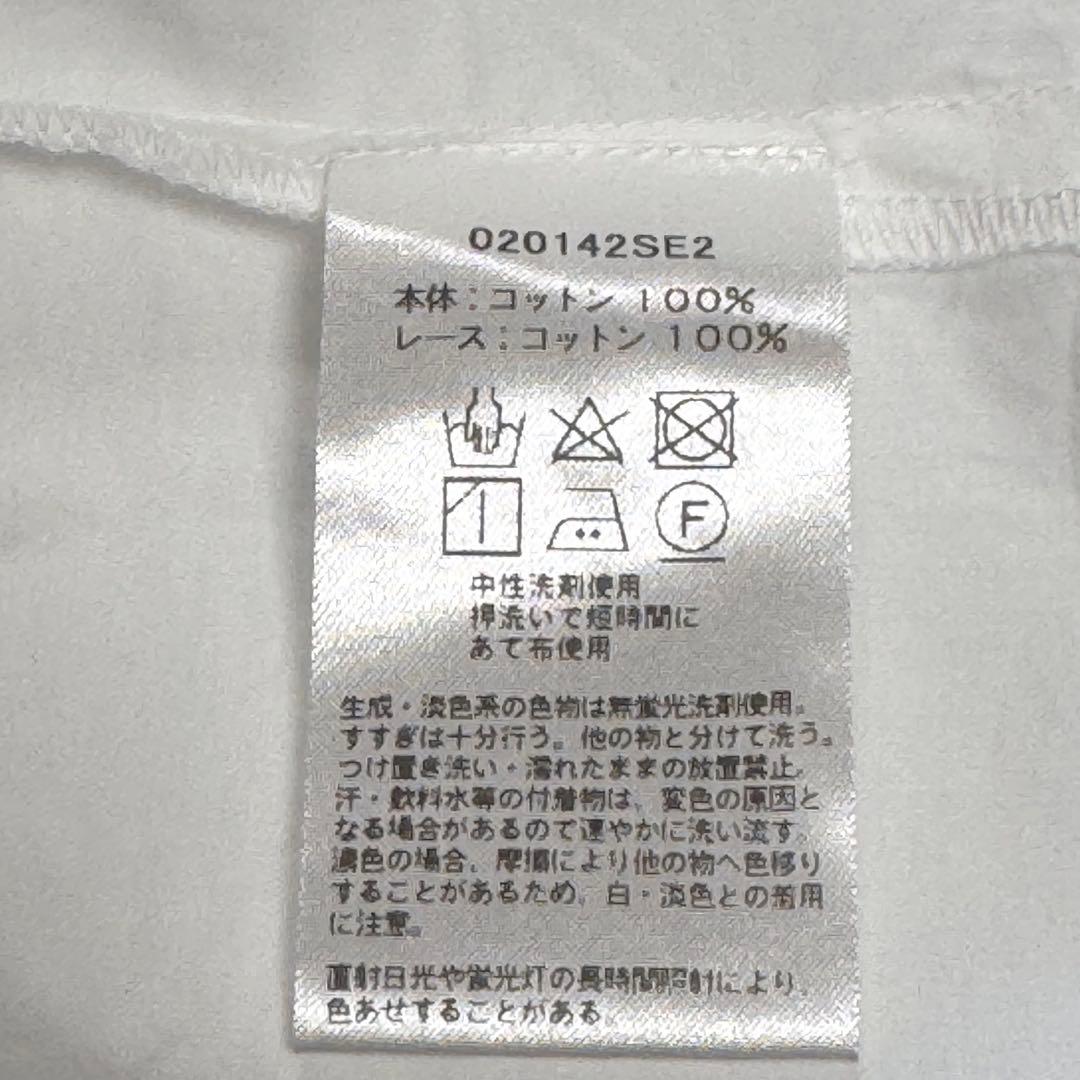 020142SE2
本体：コットン 100%
レース：コットン 100%
F
中性洗剤使用
押洗いで短時間に
あて布使用
生成・淡色系の色物は無蛍光洗剤使用。
すすぎは十分行う。他の物と分けて洗う。
つけ置き洗い・濡れたままの放置禁止。
汗・飲料水等の付着物は、変色の原因と
なる場合があるので速やかに洗い流す。
濃色の場合、摩擦により他の物へ色移り
することがあるため、白・淡色との着用
に注意。
直射日光や蛍光灯の長時間照射により、
色あせすることがある。